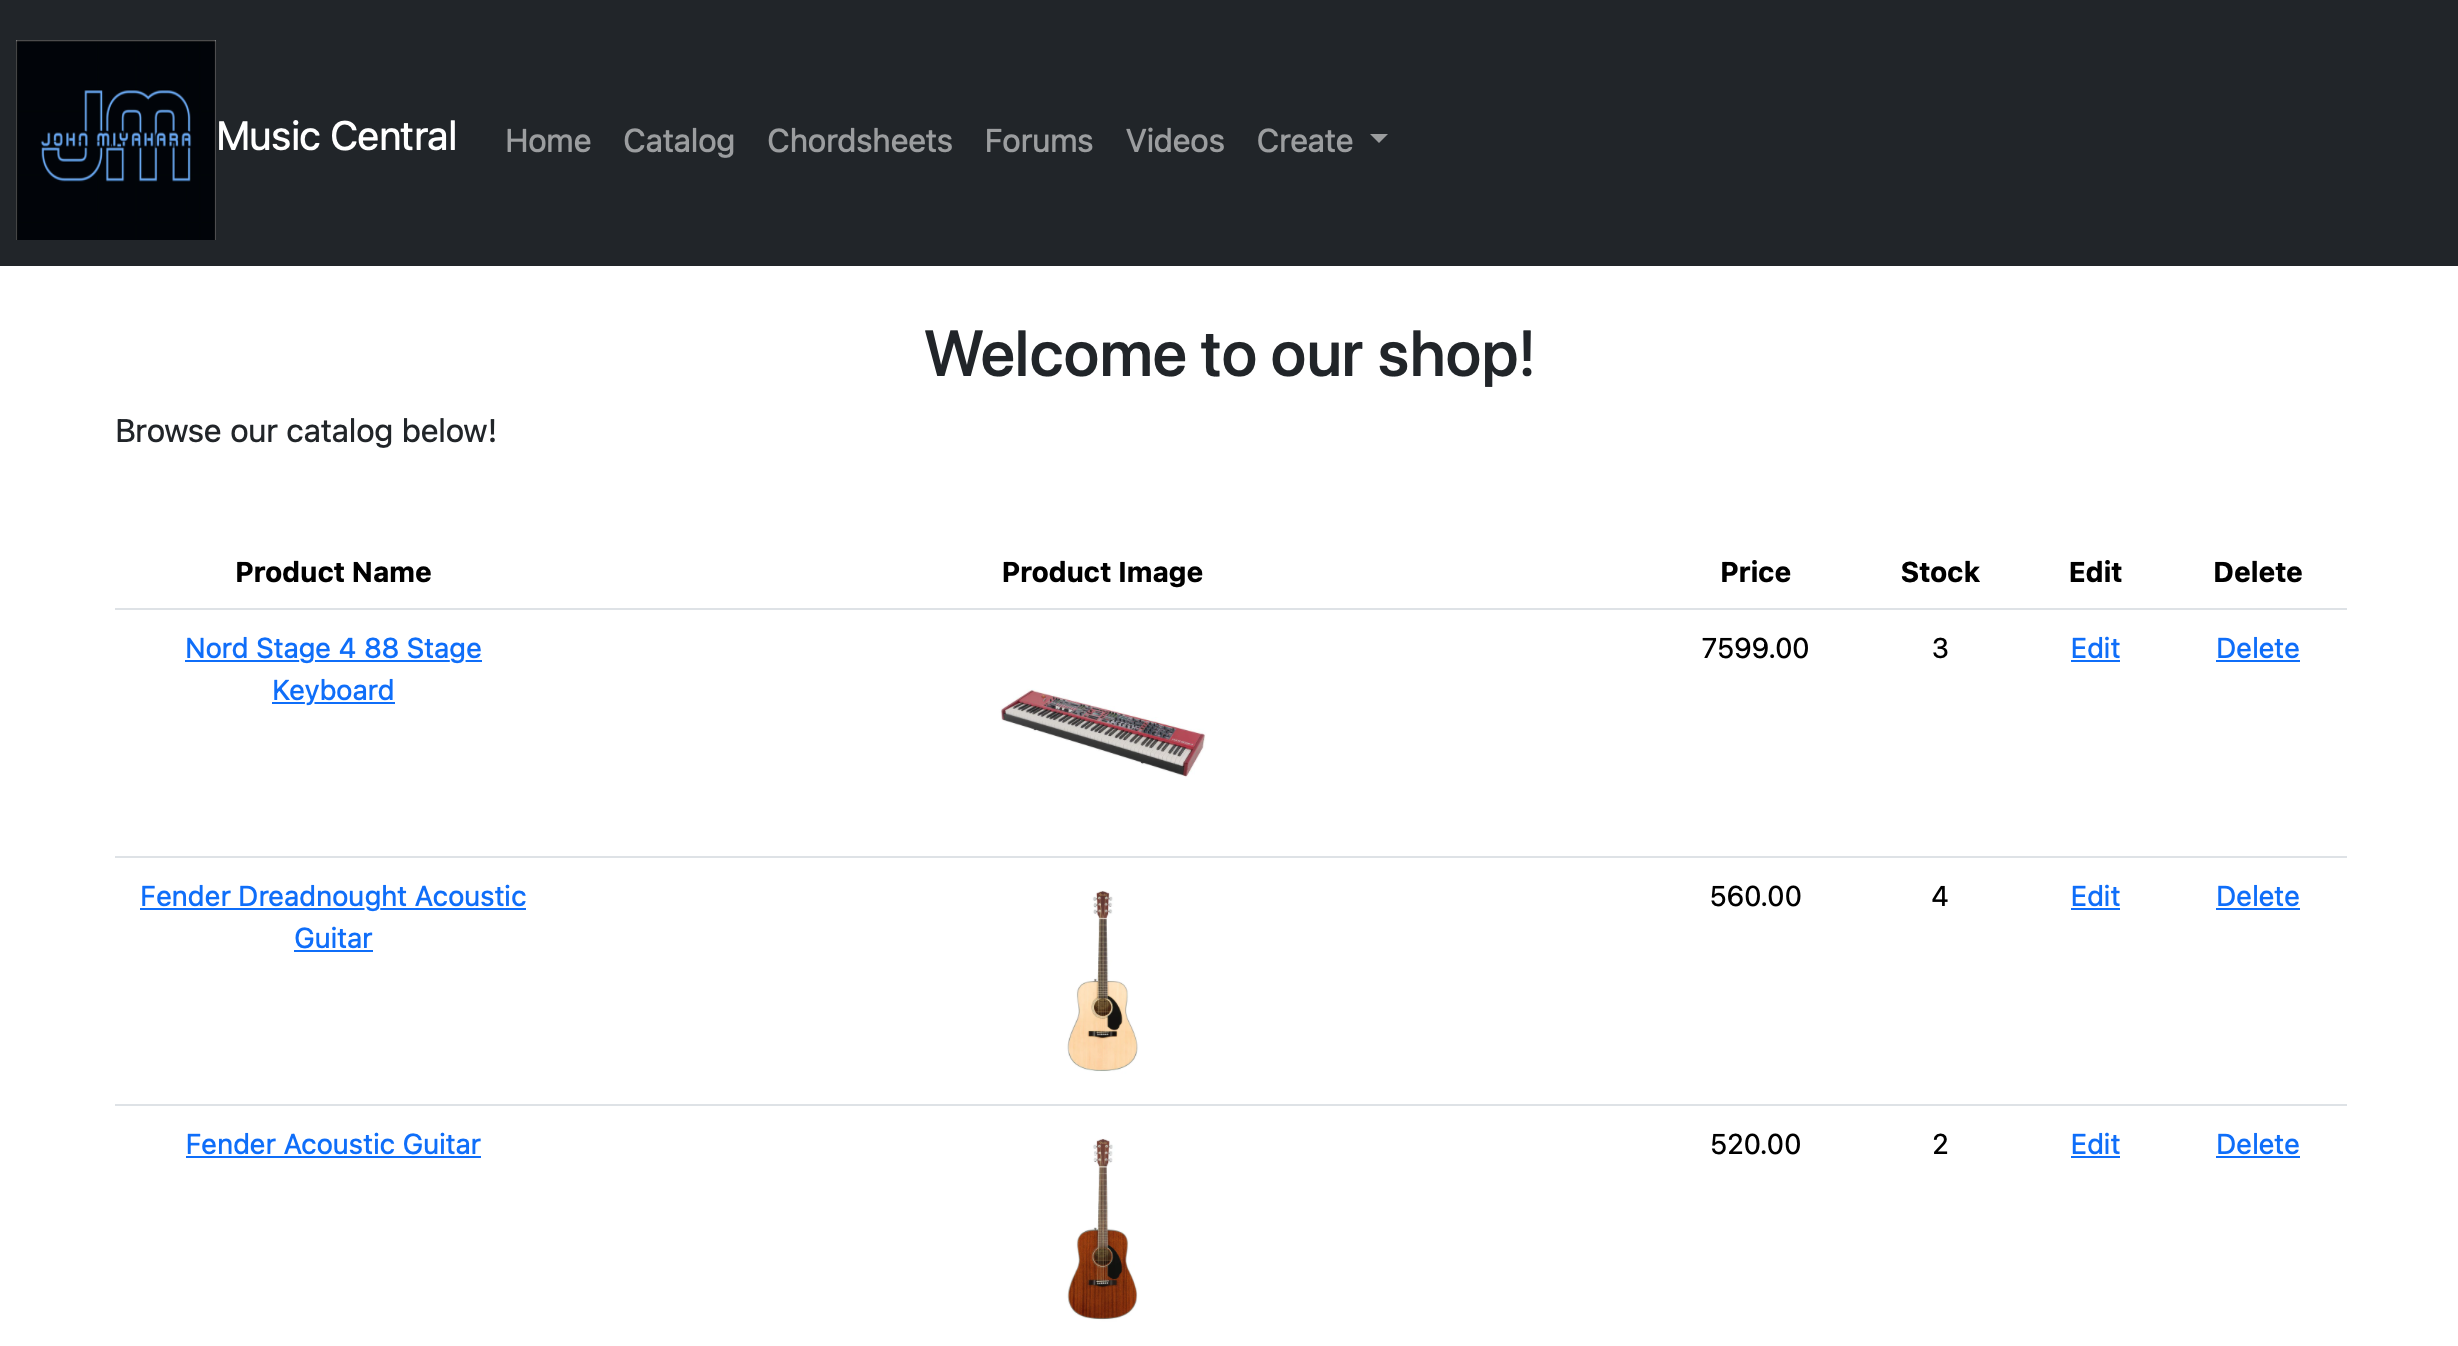 JM
JOHN MIYAHARA
Music Central
Home Catalog Chordsheets Forums Videos Create
Welcome to our shop!
Browse our catalog below!
Product Name Product Image Price Stock Edit Delete
Nord Stage 4 88 Stage 7599.00 3 Edit Delete
Keyboard
Fender Dreadnought Acoustic 560.00 4 Edit Delete
Guitar
Fender Acoustic Guitar 520.00 2 Edit Delete